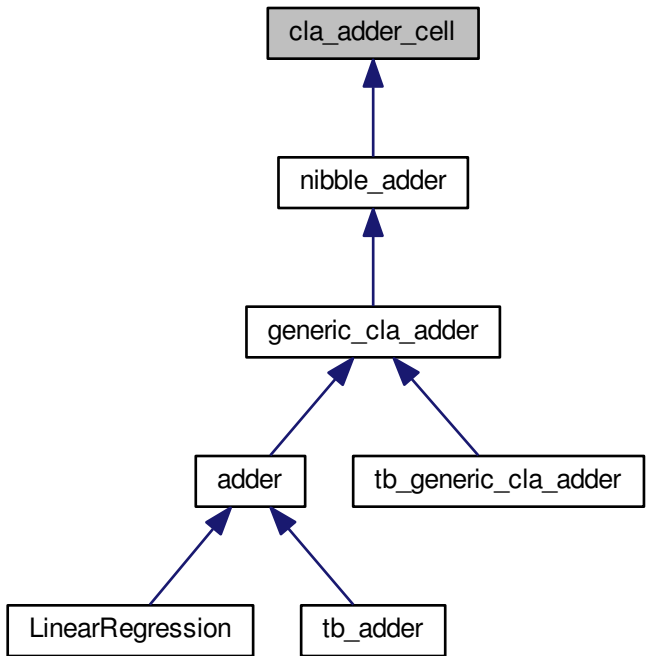 cla_adder_cell
nibble_adder
generic_cla_adder
adder
tb_generic_cla_adder
LinearRegression
tb_adder